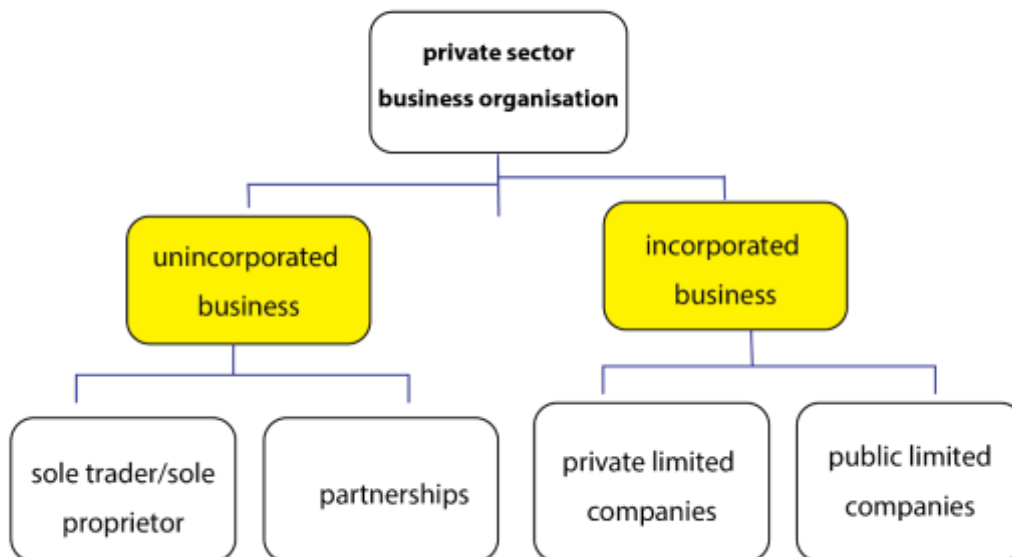 private sector
business organisation
unincorporated
business
incorporated
business
sole trader/sole
proprietor
partnerships
private limited
companies
public limited
companies